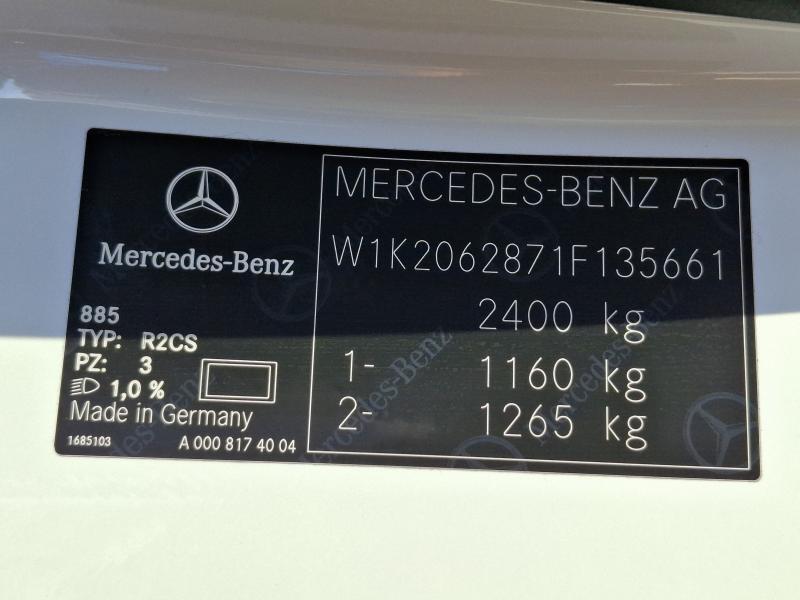 Mercedes-Benz
885
TYP: R2CS
PZ: 3
1,0 %
Made in Germany
1685103 A 000 817 40 04
MERCEDES-BENZ AG
W1K2062871F135661
2400 kg
1- 1160 kg
2- 1265 kg